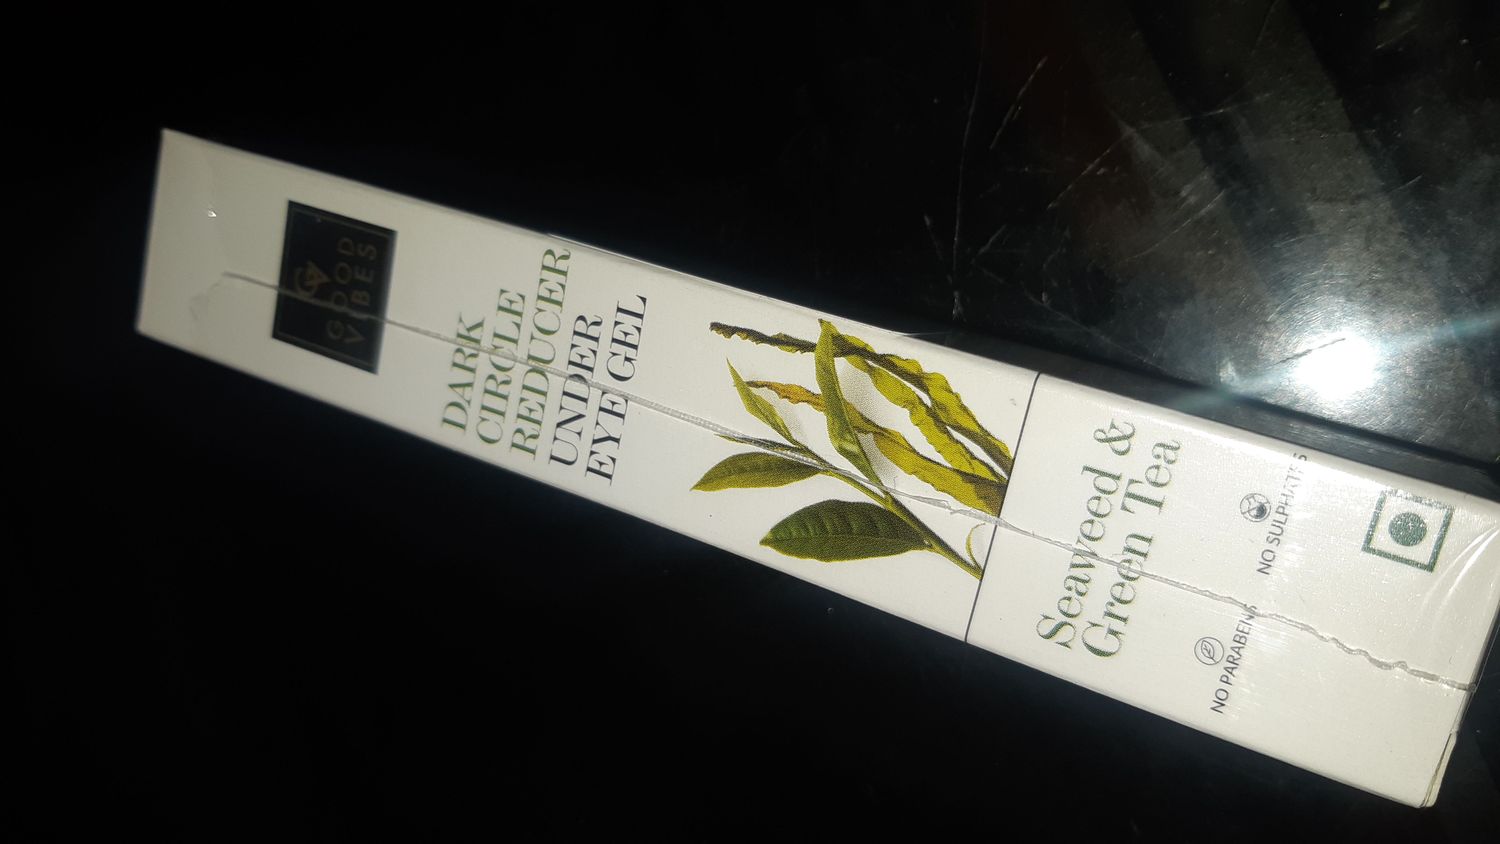 GOOD
VIBES
DARK
CIRCLE
REDUCER
UNDER
EYE GEL
Seaweed &
Green Tea
NO PARABENS
NO SULPHATES